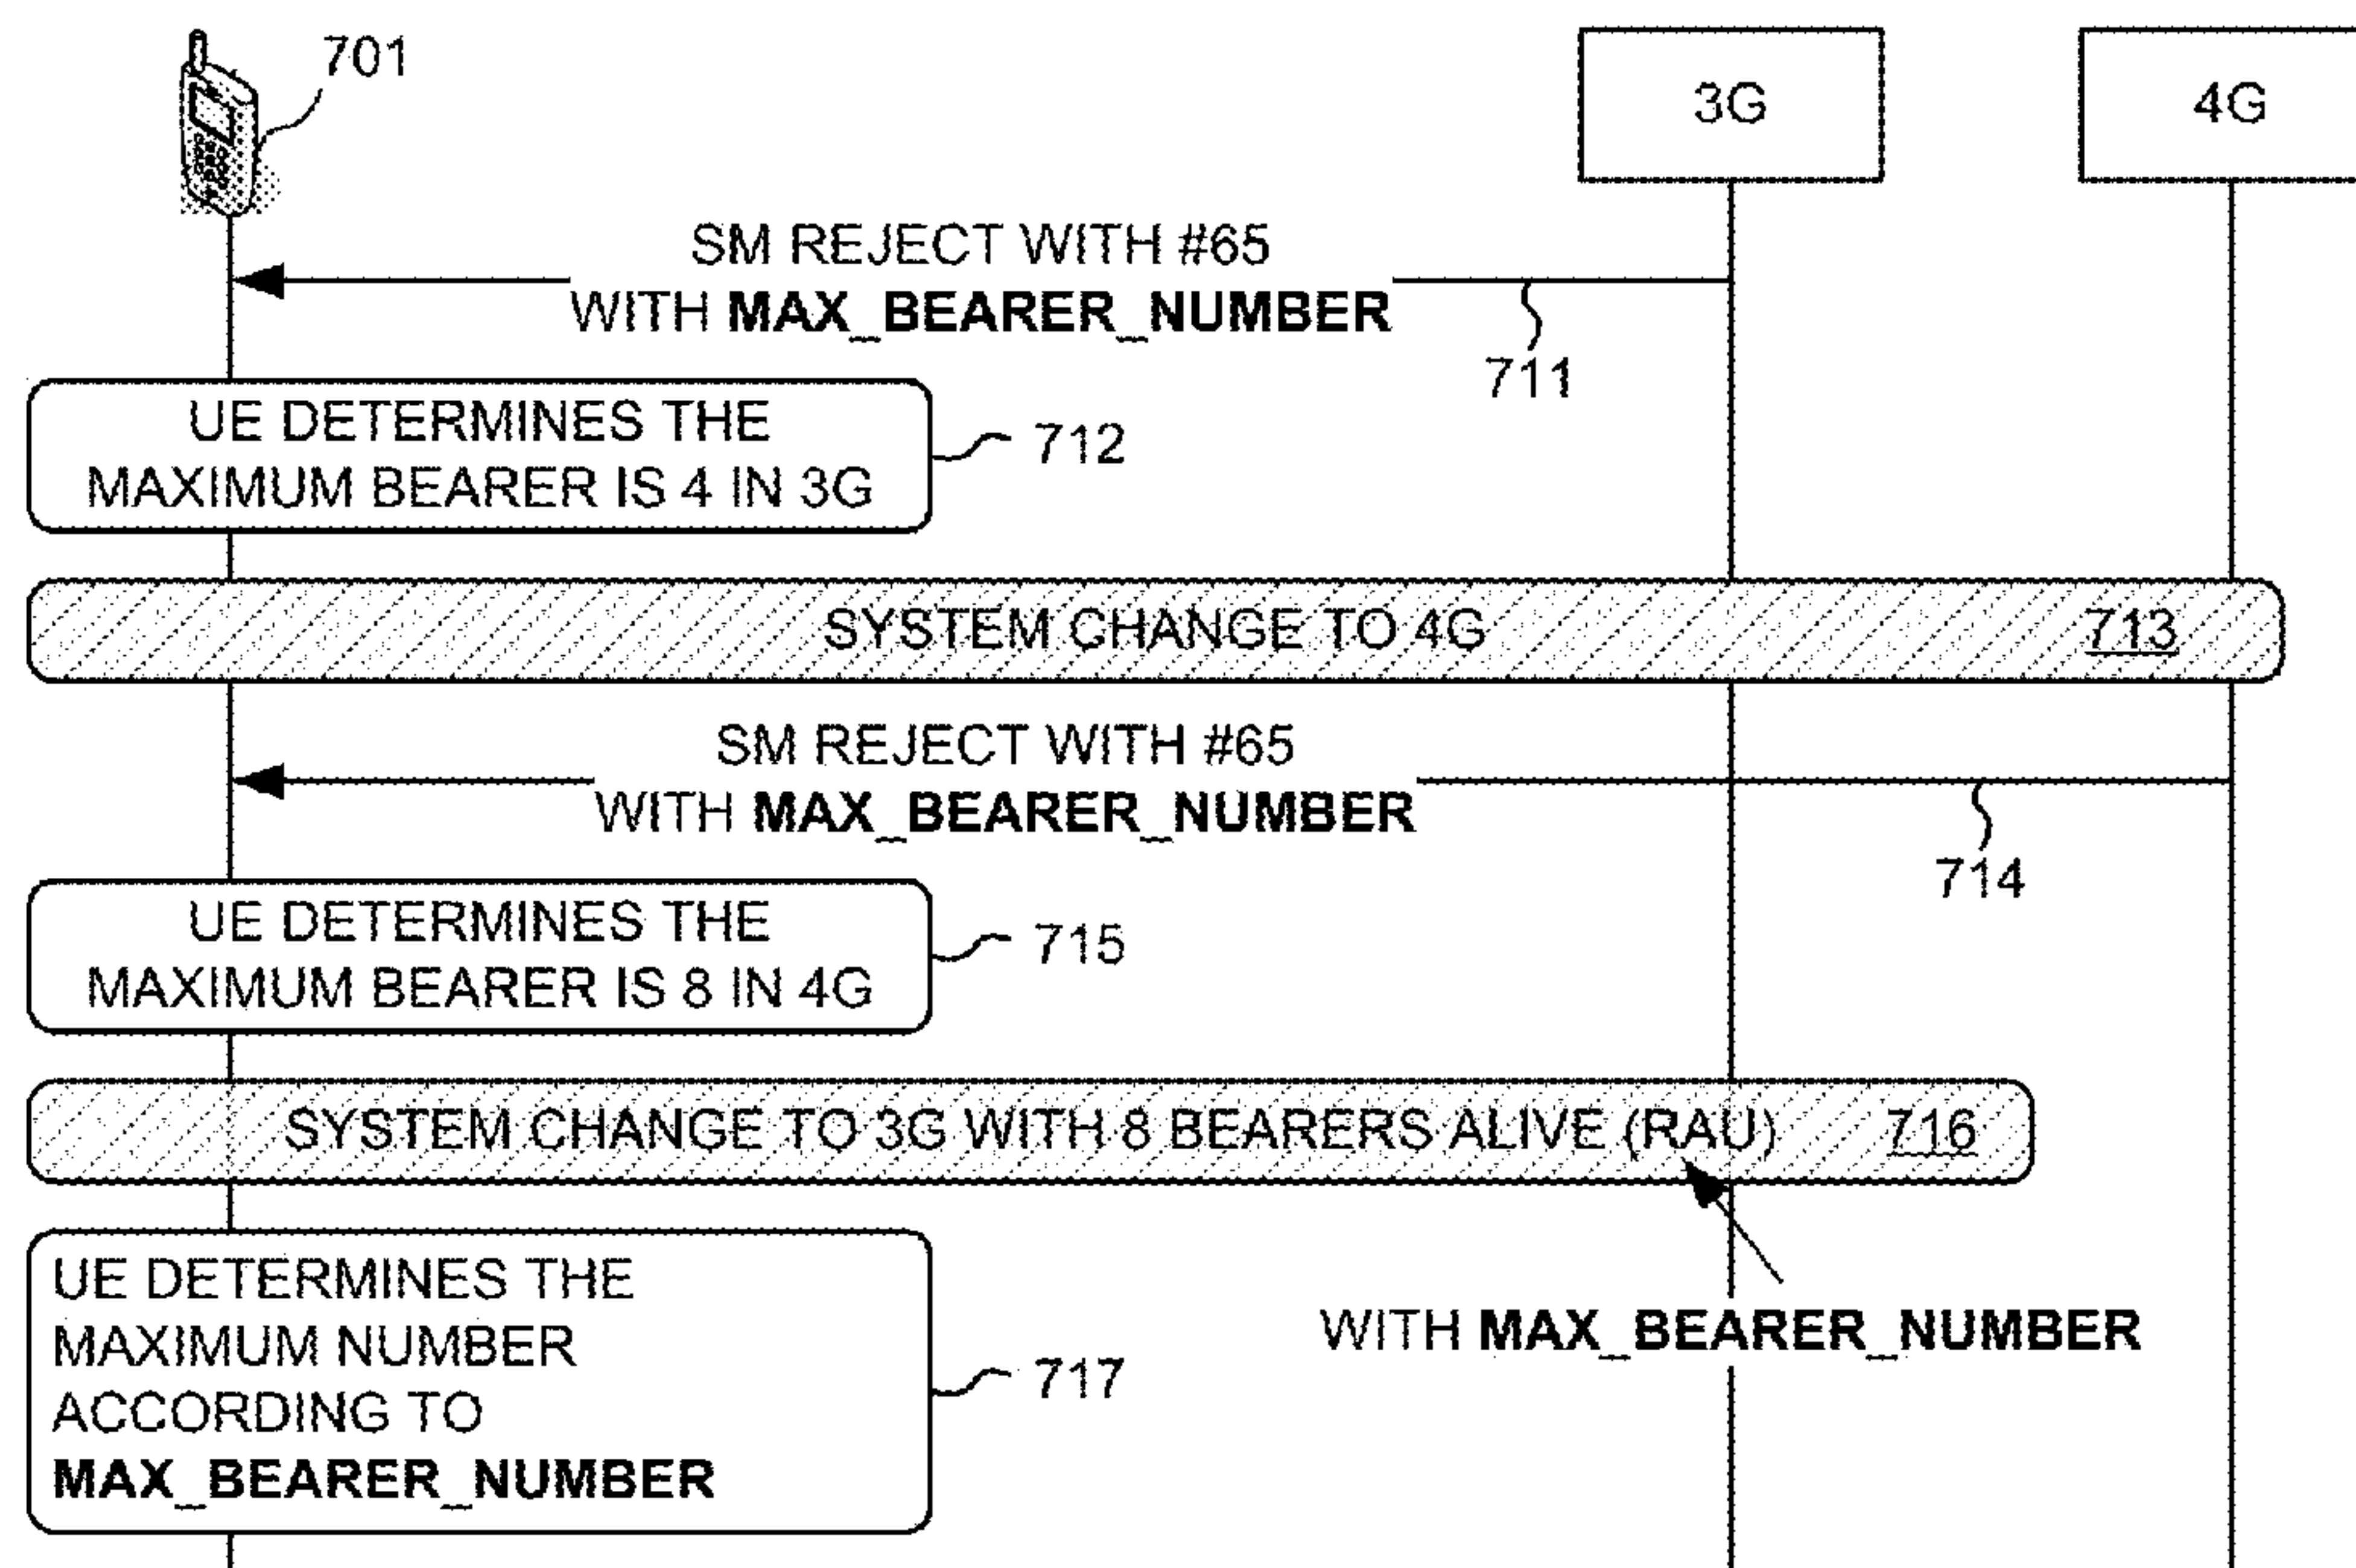 701
3G
4G
SM REJECT WITH #65
WITH MAX_BEARER_NUMBER
711
UE DETERMINES THE
MAXIMUM BEARER IS 4 IN 3G
712
SYSTEM CHANGE TO 4G
713
SM REJECT WITH #65
WITH MAX_BEARER_NUMBER
714
UE DETERMINES THE
MAXIMUM BEARER IS 8 IN 4G
715
SYSTEM CHANGE TO 3G WITH 8 BEARERS ALIVE (RAU)
716
WITH MAX_BEARER_NUMBER
UE DETERMINES THE
MAXIMUM NUMBER
ACCORDING TO
MAX_BEARER_NUMBER
717